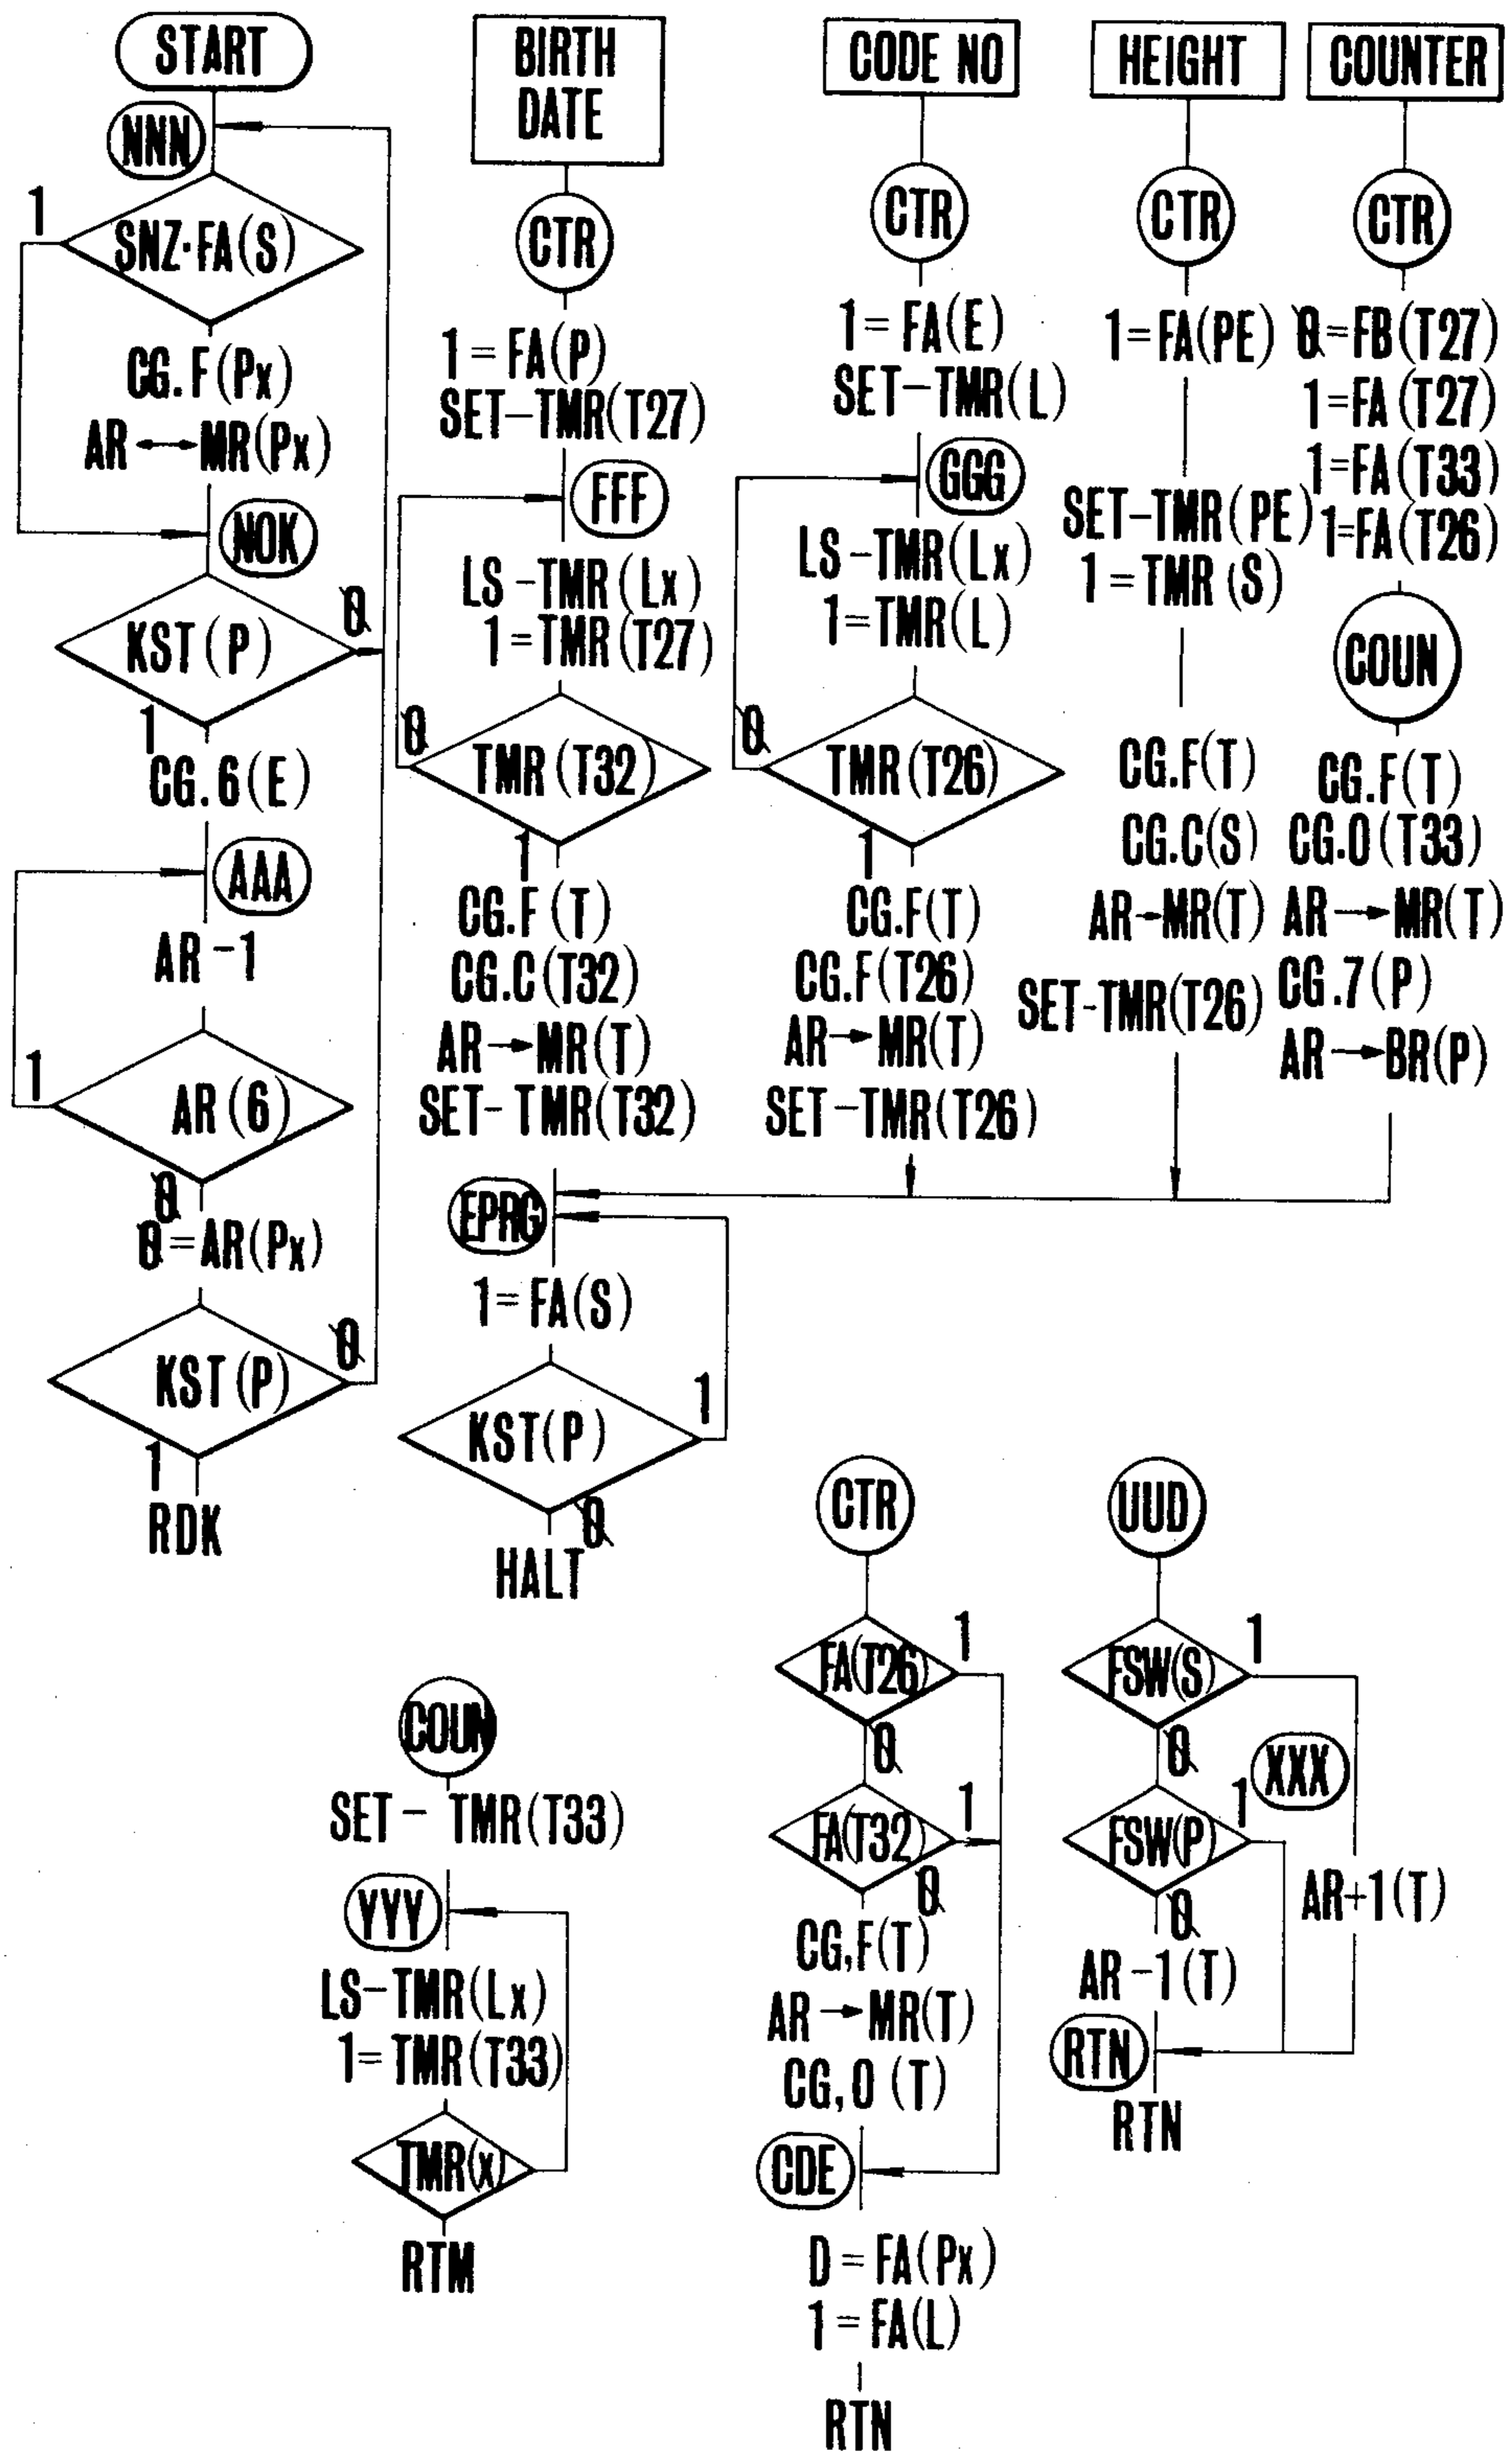 START
NNN
1
SNZ·FA(S)
CG.F(Px)
AR ↔ MR(Px)
NOK
KST(P)
0
1
CG.6(E)
AAA
AR-1
1
AR(6)
0
0=AR(Px)
KST(P)
0
1
RDK
BIRTH
DATE
CTR
1=FA(P)
SET-TMR(T27)
FFF
LS-TMR(Lx)
1=TMR(T27)
0
TMR(T32)
1
CG.F(T)
CG.C(T32)
AR→MR(T)
SET-TMR(T32)
EPRG
1=FA(S)
KST(P)
1
0
HALT
CODE NO
CTR
1=FA(E)
SET-TMR(L)
GGG
LS-TMR(Lx)
1=TMR(L)
0
TMR(T26)
1
CG.F(T)
CG.F(T26)
AR→MR(T)
SET-TMR(T26)
HEIGHT
CTR
1=FA(PE)
SET-TMR(PE)
1=TMR(S)
CG.F(T)
CG.C(S)
AR→MR(T)
SET-TMR(T26)
COUNTER
CTR
0=FB(T27)
1=FA(T27)
1=FA(T33)
1=FA(T26)
COUN
CG.F(T)
CG.0(T33)
AR→MR(T)
CG.7(P)
AR→BR(P)
COUN
SET-TMR(T33)
YYY
LS-TMR(Lx)
1=TMR(T33)
TMR(x)
RTM
CTR
FA(T26)
1
0
FA(T32)
1
0
CG,F(T)
AR→MR(T)
CG,0(T)
CDE
D=FA(Px)
1=FA(L)
RTN
UUD
FSW(S)
1
0
XXX
FSW(P)
1
0
AR+1(T)
AR-1(T)
RTN
RTN